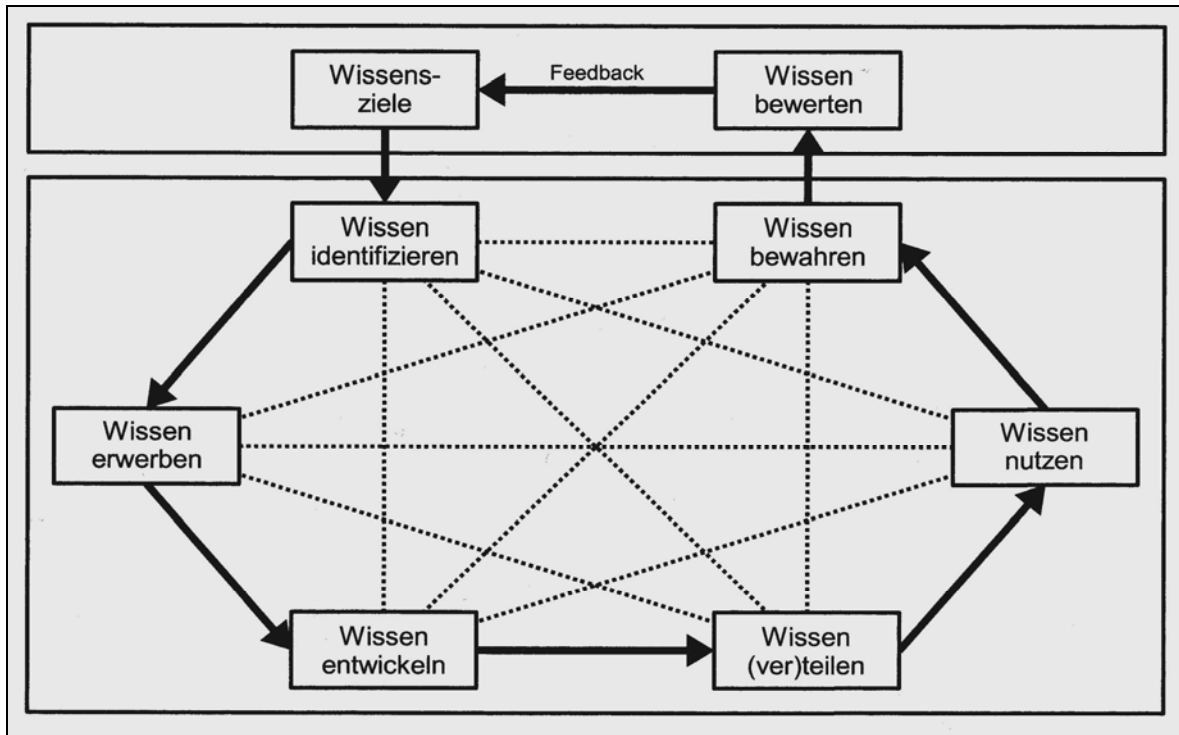 Wissens-
ziele
Feedback
Wissen
bewerten
Wissen
identifizieren
Wissen
bewahren
Wissen
erwerben
Wissen
nutzen
Wissen
entwickeln
Wissen
(ver)teilen